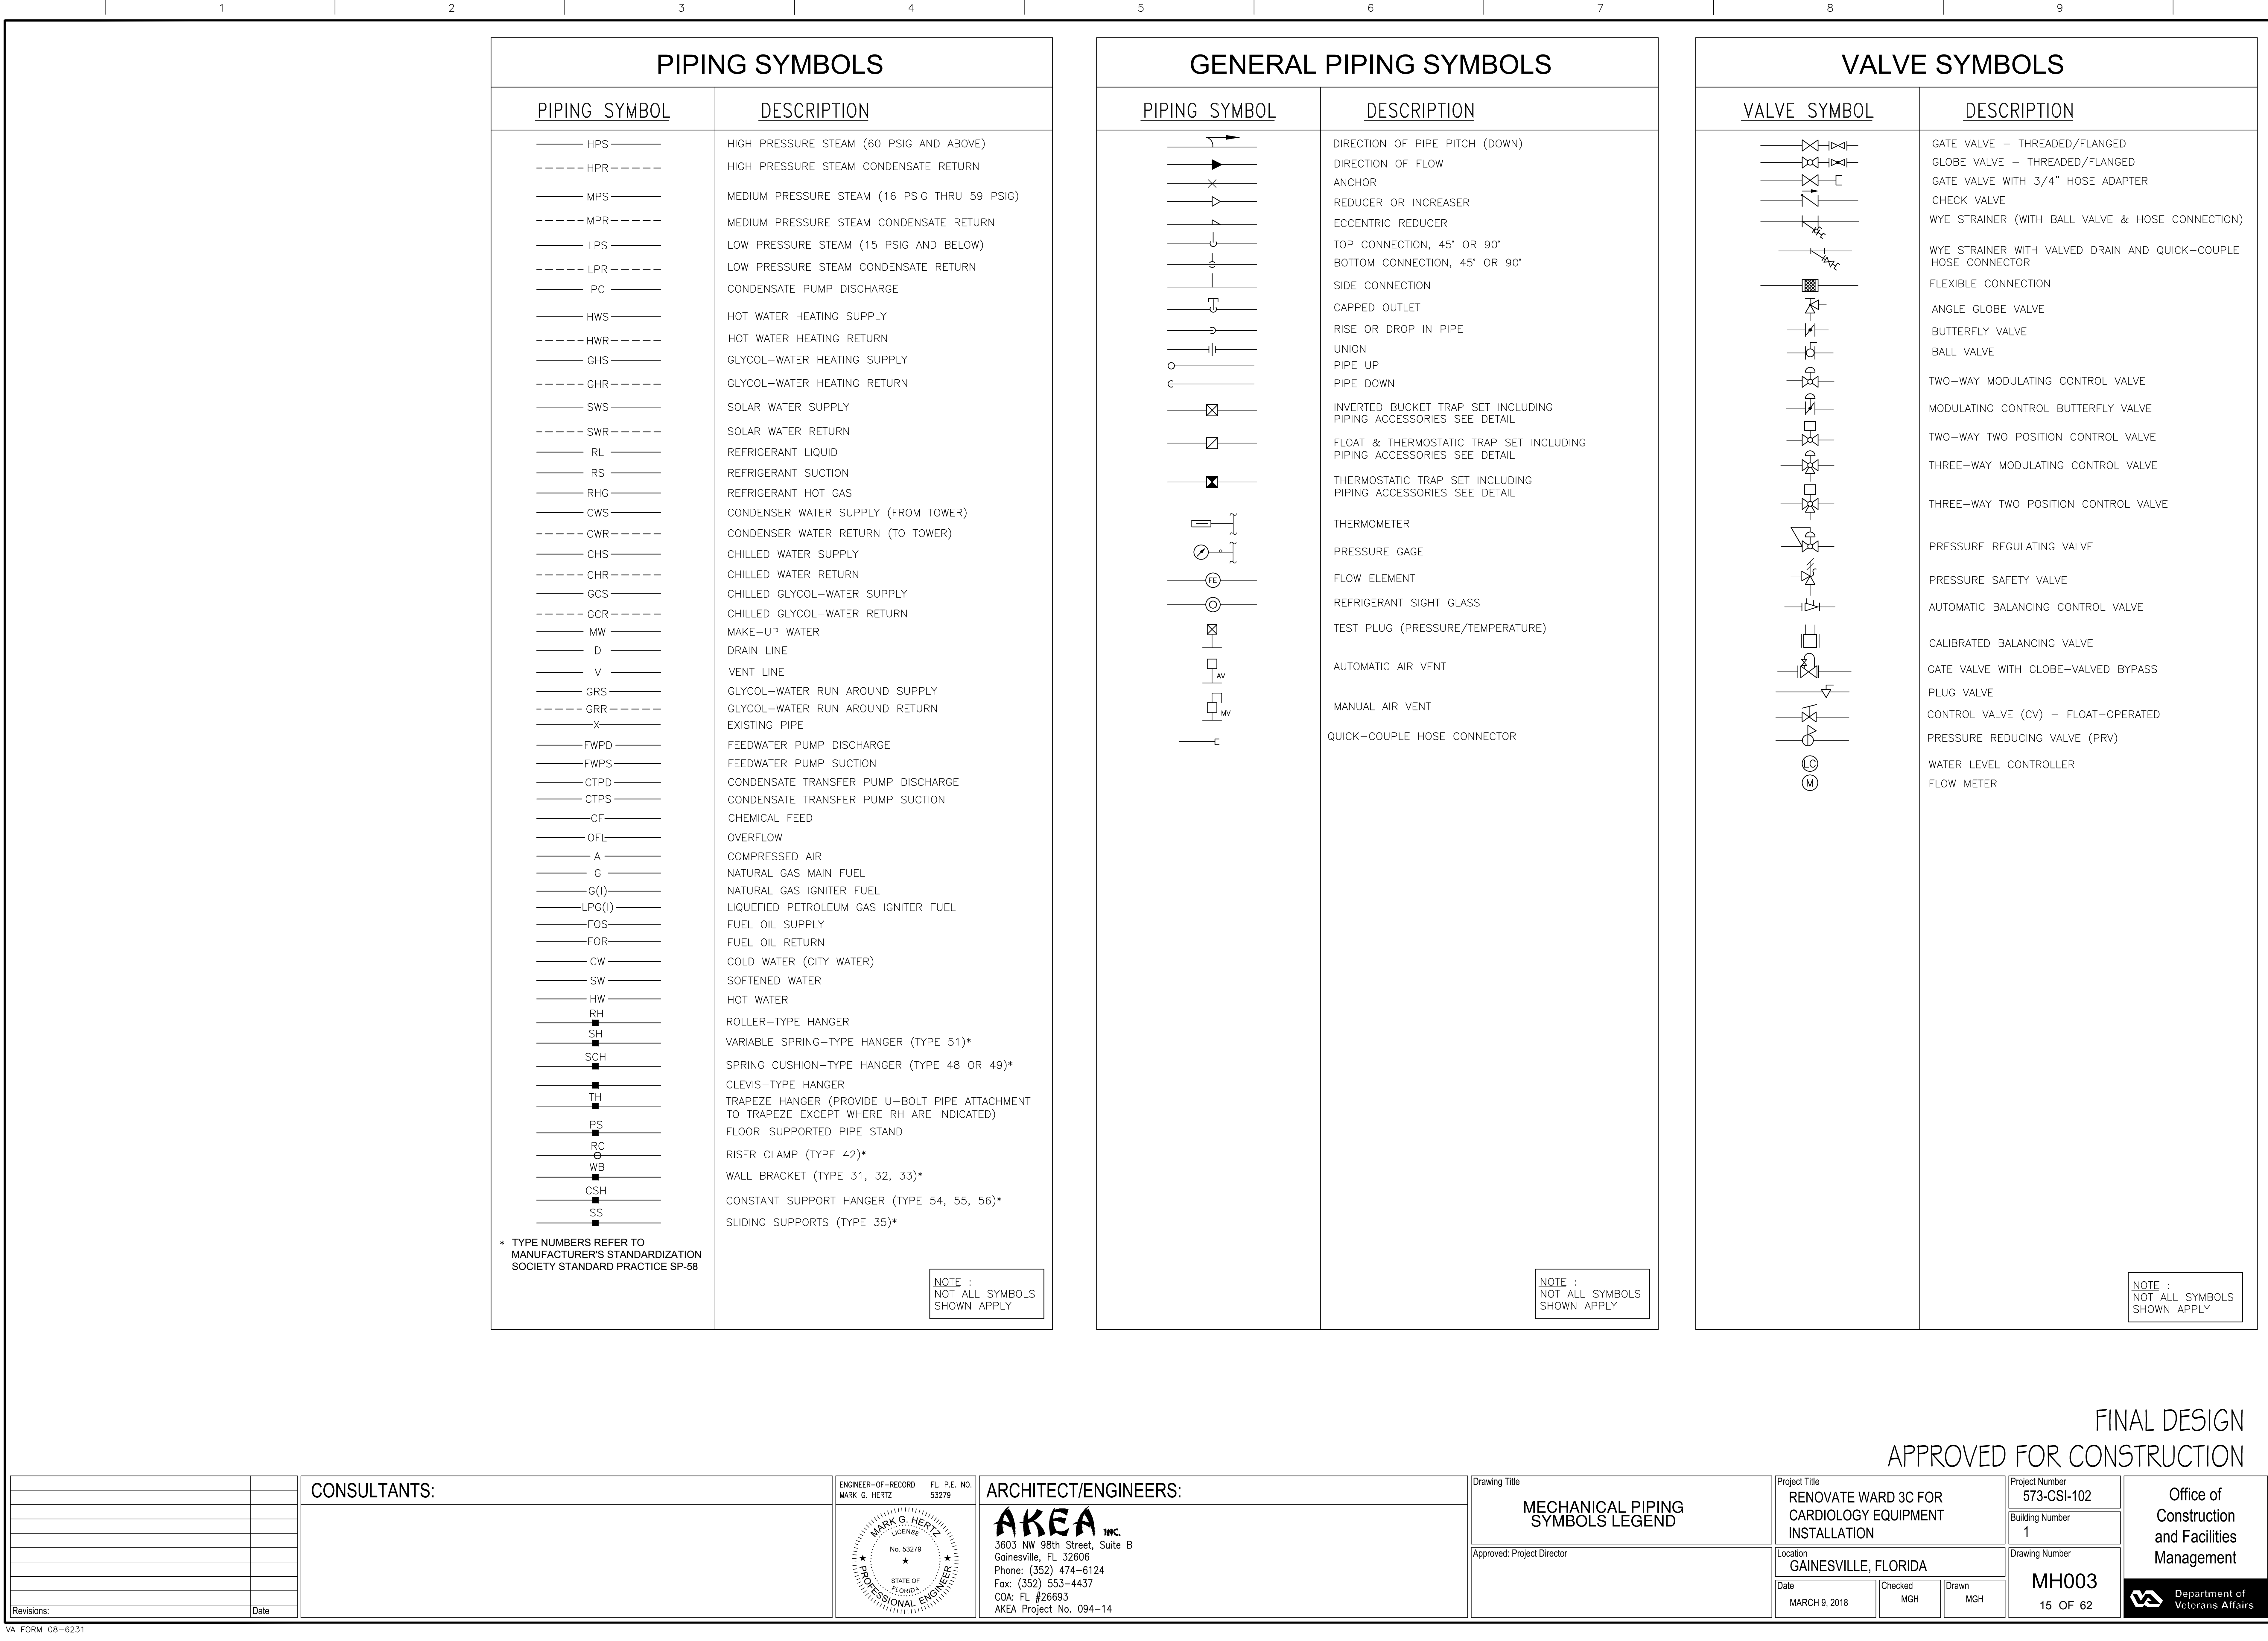 1 2 3 4 5 6 7 8 9
PIPING SYMBOLS
PIPING SYMBOL DESCRIPTION
HPS HIGH PRESSURE STEAM (60 PSIG AND ABOVE)
HPR HIGH PRESSURE STEAM CONDENSATE RETURN
MPS MEDIUM PRESSURE STEAM (16 PSIG THRU 59 PSIG)
MPR MEDIUM PRESSURE STEAM CONDENSATE RETURN
LPS LOW PRESSURE STEAM (15 PSIG AND BELOW)
LPR LOW PRESSURE STEAM CONDENSATE RETURN
PC CONDENSATE PUMP DISCHARGE
HWS HOT WATER HEATING SUPPLY
HWR HOT WATER HEATING RETURN
GHS GLYCOL-WATER HEATING SUPPLY
GHR GLYCOL-WATER HEATING RETURN
SWS SOLAR WATER SUPPLY
SWR SOLAR WATER RETURN
RL REFRIGERANT LIQUID
RS REFRIGERANT SUCTION
RHG REFRIGERANT HOT GAS
CWS CONDENSER WATER SUPPLY (FROM TOWER)
CWR CONDENSER WATER RETURN (TO TOWER)
CHS CHILLED WATER SUPPLY
CHR CHILLED WATER RETURN
GCS CHILLED GLYCOL-WATER SUPPLY
GCR CHILLED GLYCOL-WATER RETURN
MW MAKE-UP WATER
D DRAIN LINE
V VENT LINE
GRS GLYCOL-WATER RUN AROUND SUPPLY
GRR GLYCOL-WATER RUN AROUND RETURN
X EXISTING PIPE
FWPD FEEDWATER PUMP DISCHARGE
FWPS FEEDWATER PUMP SUCTION
CTPD CONDENSATE TRANSFER PUMP DISCHARGE
CTPS CONDENSATE TRANSFER PUMP SUCTION
CF CHEMICAL FEED
OFL OVERFLOW
A COMPRESSED AIR
G NATURAL GAS MAIN FUEL
G(I) NATURAL GAS IGNITER FUEL
LPG(I) LIQUEFIED PETROLEUM GAS IGNITER FUEL
FOS FUEL OIL SUPPLY
FOR FUEL OIL RETURN
CW COLD WATER (CITY WATER)
SW SOFTENED WATER
HW HOT WATER
RH ROLLER-TYPE HANGER
SH VARIABLE SPRING-TYPE HANGER (TYPE 51)*
SCH SPRING CUSHION-TYPE HANGER (TYPE 48 OR 49)*
CLEVIS-TYPE HANGER
TH TRAPEZE HANGER (PROVIDE U-BOLT PIPE ATTACHMENT
TO TRAPEZE EXCEPT WHERE RH ARE INDICATED)
PS FLOOR-SUPPORTED PIPE STAND
RC RISER CLAMP (TYPE 42)*
WB WALL BRACKET (TYPE 31, 32, 33)*
CSH CONSTANT SUPPORT HANGER (TYPE 54, 55, 56)*
SS SLIDING SUPPORTS (TYPE 35)*
* TYPE NUMBERS REFER TO
MANUFACTURER'S STANDARDIZATION
SOCIETY STANDARD PRACTICE SP-58
NOTE :
NOT ALL SYMBOLS
SHOWN APPLY
GENERAL PIPING SYMBOLS
PIPING SYMBOL DESCRIPTION
DIRECTION OF PIPE PITCH (DOWN)
DIRECTION OF FLOW
ANCHOR
REDUCER OR INCREASER
ECCENTRIC REDUCER
TOP CONNECTION, 45° OR 90°
BOTTOM CONNECTION, 45° OR 90°
SIDE CONNECTION
CAPPED OUTLET
RISE OR DROP IN PIPE
UNION
PIPE UP
PIPE DOWN
INVERTED BUCKET TRAP SET INCLUDING
PIPING ACCESSORIES SEE DETAIL
FLOAT & THERMOSTATIC TRAP SET INCLUDING
PIPING ACCESSORIES SEE DETAIL
THERMOSTATIC TRAP SET INCLUDING
PIPING ACCESSORIES SEE DETAIL
THERMOMETER
PRESSURE GAGE
FE FLOW ELEMENT
REFRIGERANT SIGHT GLASS
TEST PLUG (PRESSURE/TEMPERATURE)
AV AUTOMATIC AIR VENT
MV MANUAL AIR VENT
QUICK-COUPLE HOSE CONNECTOR
NOTE :
NOT ALL SYMBOLS
SHOWN APPLY
VALVE SYMBOLS
VALVE SYMBOL DESCRIPTION
GATE VALVE - THREADED/FLANGED
GLOBE VALVE - THREADED/FLANGED
GATE VALVE WITH 3/4" HOSE ADAPTER
CHECK VALVE
WYE STRAINER (WITH BALL VALVE & HOSE CONNECTION)
WYE STRAINER WITH VALVED DRAIN AND QUICK-COUPLE
HOSE CONNECTOR
FLEXIBLE CONNECTION
ANGLE GLOBE VALVE
BUTTERFLY VALVE
BALL VALVE
TWO-WAY MODULATING CONTROL VALVE
MODULATING CONTROL BUTTERFLY VALVE
TWO-WAY TWO POSITION CONTROL VALVE
THREE-WAY MODULATING CONTROL VALVE
THREE-WAY TWO POSITION CONTROL VALVE
PRESSURE REGULATING VALVE
PRESSURE SAFETY VALVE
AUTOMATIC BALANCING CONTROL VALVE
CALIBRATED BALANCING VALVE
GATE VALVE WITH GLOBE-VALVED BYPASS
PLUG VALVE
CONTROL VALVE (CV) - FLOAT-OPERATED
PRESSURE REDUCING VALVE (PRV)
LC WATER LEVEL CONTROLLER
M FLOW METER
NOTE :
NOT ALL SYMBOLS
SHOWN APPLY
FINAL DESIGN
APPROVED FOR CONSTRUCTION
Revisions: Date
CONSULTANTS:
ENGINEER-OF-RECORD FL. P.E. NO.
MARK G. HERTZ 53279
MARK G. HERTZ
LICENSE
No. 53279
STATE OF
FLORIDA
PROFESSIONAL ENGINEER
ARCHITECT/ENGINEERS:
AKEA INC.
3603 NW 98th Street, Suite B
Gainesville, FL 32606
Phone: (352) 474-6124
Fax: (352) 553-4437
COA: FL #26693
AKEA Project No. 094-14
Drawing Title
MECHANICAL PIPING
SYMBOLS LEGEND
Approved: Project Director
Project Title
RENOVATE WARD 3C FOR
CARDIOLOGY EQUIPMENT
INSTALLATION
Location
GAINESVILLE, FLORIDA
Date
MARCH 9, 2018
Checked
MGH
Drawn
MGH
Project Number
573-CSI-102
Building Number
1
Drawing Number
MH003
15 OF 62
Office of
Construction
and Facilities
Management
VA Department of
Veterans Affairs
VA FORM 08-6231